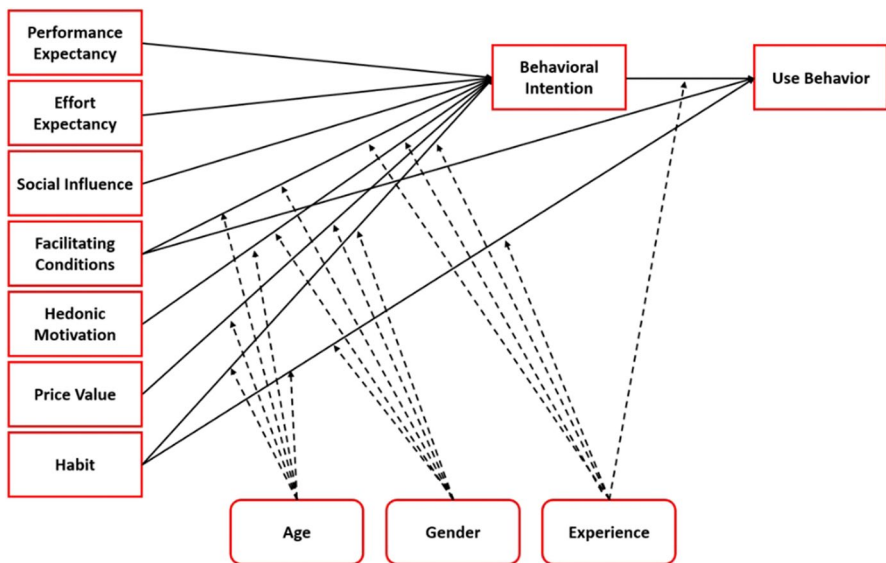 Performance
Expectancy
Effort
Expectancy
Social Influence
Facilitating
Conditions
Hedonic
Motivation
Price Value
Habit
Behavioral
Intention
Use Behavior
Age
Gender
Experience